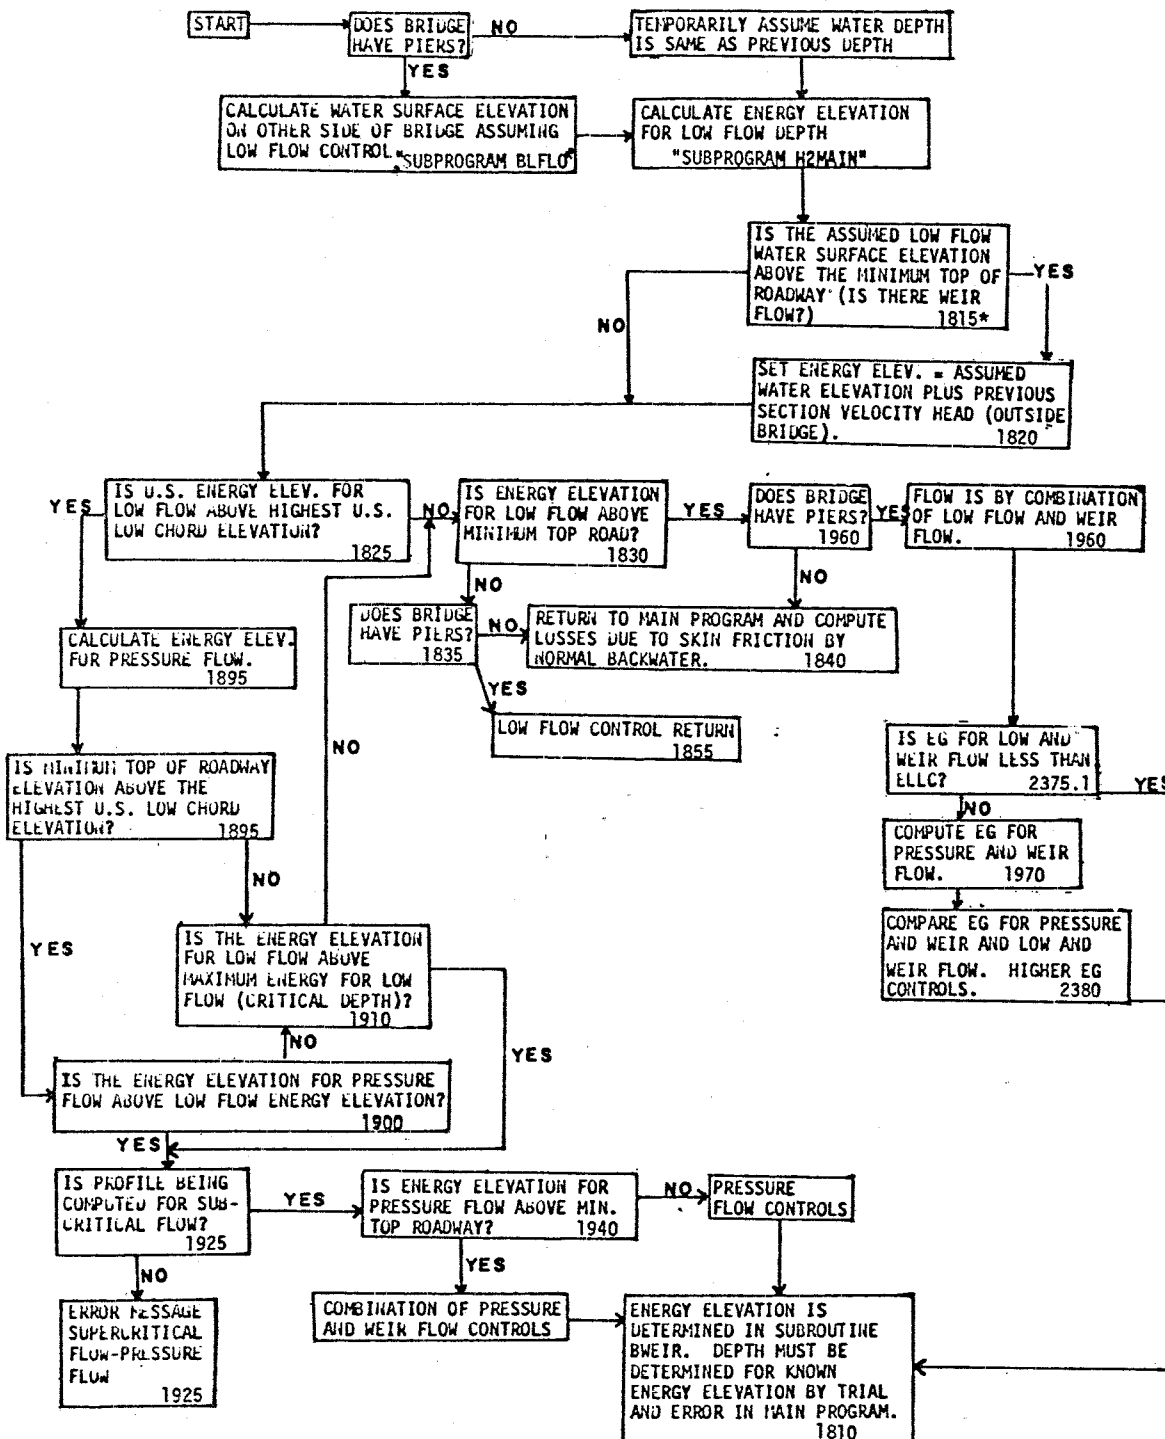 START
DOES BRIDGE
HAVE PIERS?
NO
TEMPORARILY ASSUME WATER DEPTH
IS SAME AS PREVIOUS DEPTH
YES
CALCULATE WATER SURFACE ELEVATION
ON OTHER SIDE OF BRIDGE ASSUMING
LOW FLOW CONTROL
"SUBPROGRAM BLFLO"
CALCULATE ENERGY ELEVATION
FOR LOW FLOW DEPTH
"SUBPROGRAM H2MAIN"
IS THE ASSUMED LOW FLOW
WATER SURFACE ELEVATION
ABOVE THE MINIMUM TOP OF
ROADWAY (IS THERE WEIR
FLOW?) 1815*
YES
NO
SET ENERGY ELEV. = ASSUMED
WATER ELEVATION PLUS PREVIOUS
SECTION VELOCITY HEAD (OUTSIDE
BRIDGE). 1820
YES
IS U.S. ENERGY ELEV. FOR
LOW FLOW ABOVE HIGHEST U.S.
LOW CHORD ELEVATION?
1825
NO
IS ENERGY ELEVATION
FOR LOW FLOW ABOVE
MINIMUM TOP ROAD?
1830
YES
DOES BRIDGE
HAVE PIERS?
1960
YES
FLOW IS BY COMBINATION
OF LOW FLOW AND WEIR
FLOW. 1960
NO
NO
DOES BRIDGE
HAVE PIERS?
1835
NO
RETURN TO MAIN PROGRAM AND COMPUTE
LOSSES DUE TO SKIN FRICTION BY
NORMAL BACKWATER. 1840
YES
LOW FLOW CONTROL RETURN
1855
CALCULATE ENERGY ELEV.
FOR PRESSURE FLOW.
1895
NO
IS MINIMUM TOP OF ROADWAY
ELEVATION ABOVE THE
HIGHEST U.S. LOW CHORD
ELEVATION? 1895
IS EG FOR LOW AND
WEIR FLOW LESS THAN
ELLC? 2375.1
YES
NO
COMPUTE EG FOR
PRESSURE AND WEIR
FLOW. 1970
NO
YES
COMPARE EG FOR PRESSURE
AND WEIR AND LOW AND
WEIR FLOW. HIGHER EG
CONTROLS. 2380
IS THE ENERGY ELEVATION
FOR LOW FLOW ABOVE
MAXIMUM ENERGY FOR LOW
FLOW (CRITICAL DEPTH)?
1910
NO
YES
IS THE ENERGY ELEVATION FOR PRESSURE
FLOW ABOVE LOW FLOW ENERGY ELEVATION?
1900
YES
IS PROFILE BEING
COMPUTED FOR SUB-
CRITICAL FLOW?
1925
YES
IS ENERGY ELEVATION FOR
PRESSURE FLOW ABOVE MIN.
TOP ROADWAY? 1940
NO
PRESSURE
FLOW CONTROLS
NO
YES
ERROR MESSAGE
SUPERCRITICAL
FLOW-PRESSURE
FLOW
1925
COMBINATION OF PRESSURE
AND WEIR FLOW CONTROLS
ENERGY ELEVATION IS
DETERMINED IN SUBROUTINE
BWEIR. DEPTH MUST BE
DETERMINED FOR KNOWN
ENERGY ELEVATION BY TRIAL
AND ERROR IN MAIN PROGRAM.
1810